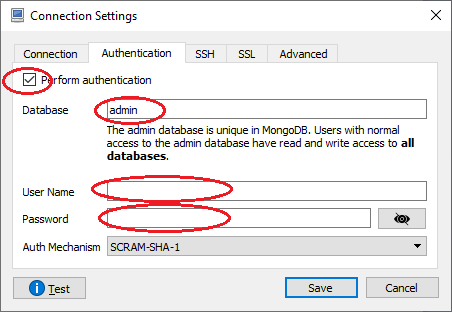 Connection Settings
Connection Authentication SSH SSL Advanced
Perform authentication
Database admin
The admin database is unique in MongoDB. Users with normal
access to the admin database have read and write access to all
databases.
User Name
Password
Auth Mechanism SCRAM-SHA-1
Test Save Cancel